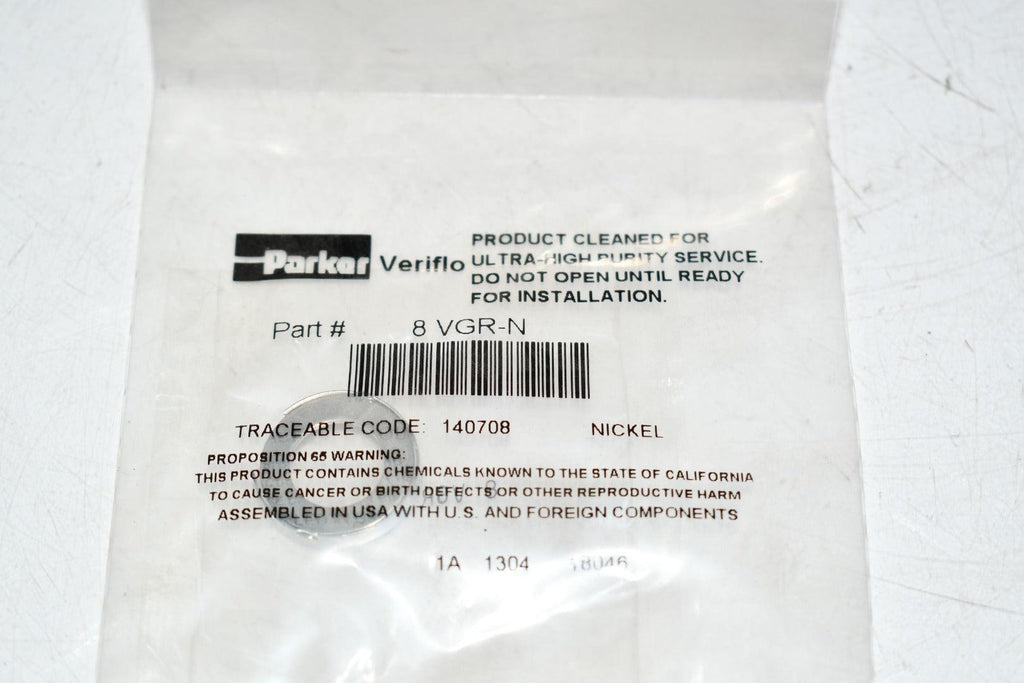 Parker Veriflo
PRODUCT CLEANED FOR
ULTRA-HIGH PURITY SERVICE.
DO NOT OPEN UNTIL READY
FOR INSTALLATION.
Part # 8 VGR-N
TRACEABLE CODE: 140708 NICKEL
PROPOSITION 65 WARNING:
THIS PRODUCT CONTAINS CHEMICALS KNOWN TO THE STATE OF CALIFORNIA
TO CAUSE CANCER OR BIRTH DEFECTS OR OTHER REPRODUCTIVE HARM
ASSEMBLED IN USA WITH U.S. AND FOREIGN COMPONENTS
1A 1304 18046